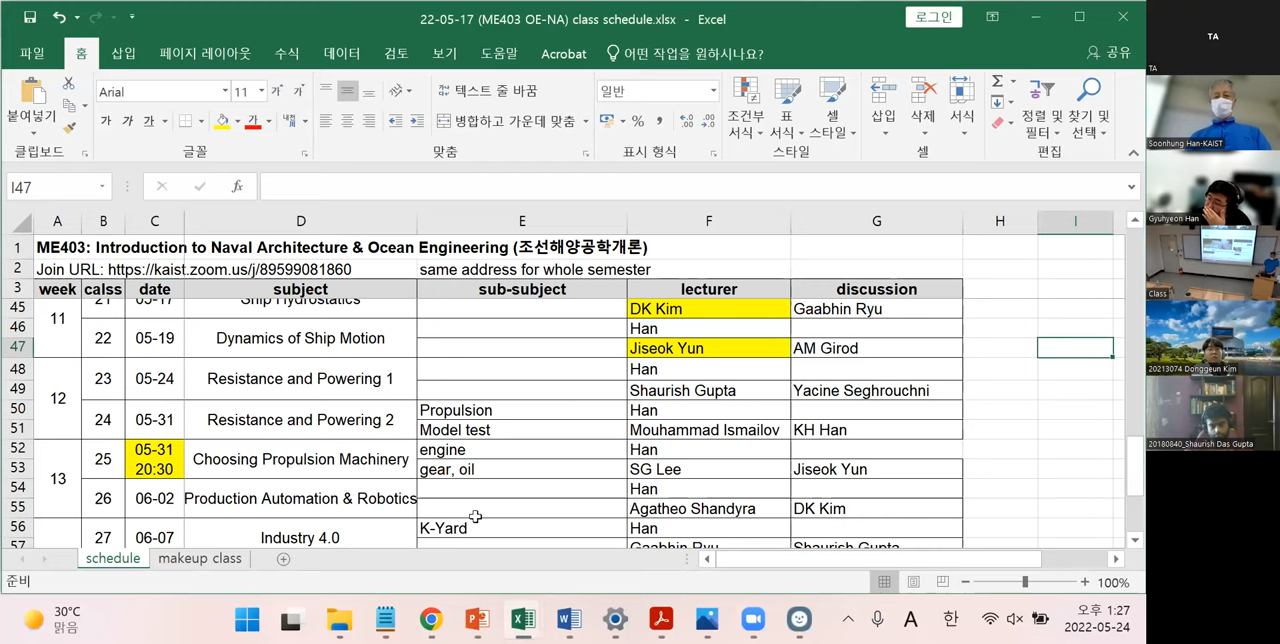 22-05-17 (ME403 OE-NA) class schedule.xlsx - Excel
로그인
파일 홈 삽입 페이지 레이아웃 수식 데이터 검토 보기 도움말 Acrobat 어떤 작업을 원하시나요? 공유
붙여넣기
Arial 11
가 가 가
텍스트 줄 바꿈
병합하고 가운데 맞춤
일반
조건부 서식 표 서식 셀 스타일
삽입 삭제 서식
정렬 및 필터 찾기 및 선택
클립보드 글꼴 맞춤 표시 형식 스타일 셀 편집
I47 fx
A B C D E F G H I
1 ME403: Introduction to Naval Architecture & Ocean Engineering (조선해양공학개론)
2 Join URL: https://kaist.zoom.us/j/89599081860 same address for whole semester
3 week calss date subject sub-subject lecturer discussion
21 05-17 Ship Hydrostatics
45 11 DK Kim Gaabhin Ryu
46 22 05-19 Dynamics of Ship Motion Han
47 Jiseok Yun AM Girod
48 12 23 05-24 Resistance and Powering 1 Han
49 Shaurish Gupta Yacine Seghrouchni
50 24 05-31 Resistance and Powering 2 Propulsion Han
51 Model test Mouhammad Ismailov KH Han
52 13 25 05-31 20:30 Choosing Propulsion Machinery engine Han
53 gear, oil SG Lee Jiseok Yun
54 26 06-02 Production Automation & Robotics Han
55 Agatheo Shandyra DK Kim
56 27 06-07 Industry 4.0 K-Yard Han
57 Gaabhin Ryu Shaurish Gupta
schedule makeup class
준비 100%
30°C
맑음
A 한
오후 1:27
2022-05-24
TA
TA
Soonhung Han-KAIST
Gyuhyeon Han
Class
20213074 Donggeun Kim
20180840_Shaurish Das Gupta